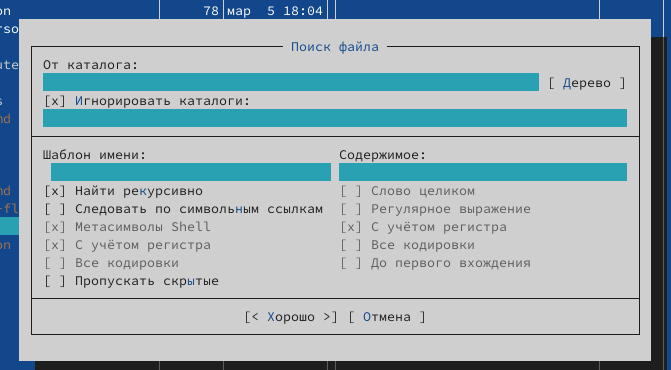 on 78 мар 5 18:04
rso
Поиск файла
От каталога:
ute
[ Дерево ]
s [x] Игнорировать каталоги:
nd
Шаблон имени: Содержимое:
nd [x] Найти рекурсивно [ ] Слово целиком
-fl [ ] Следовать по символьным ссылкам [ ] Регулярное выражение
[x] Метасимволы Shell [x] С учётом регистра
on [x] С учётом регистра [ ] Все кодировки
[ ] Все кодировки [ ] До первого вхождения
[ ] Пропускать скрытые
[< Хорошо >] [ Отмена ]